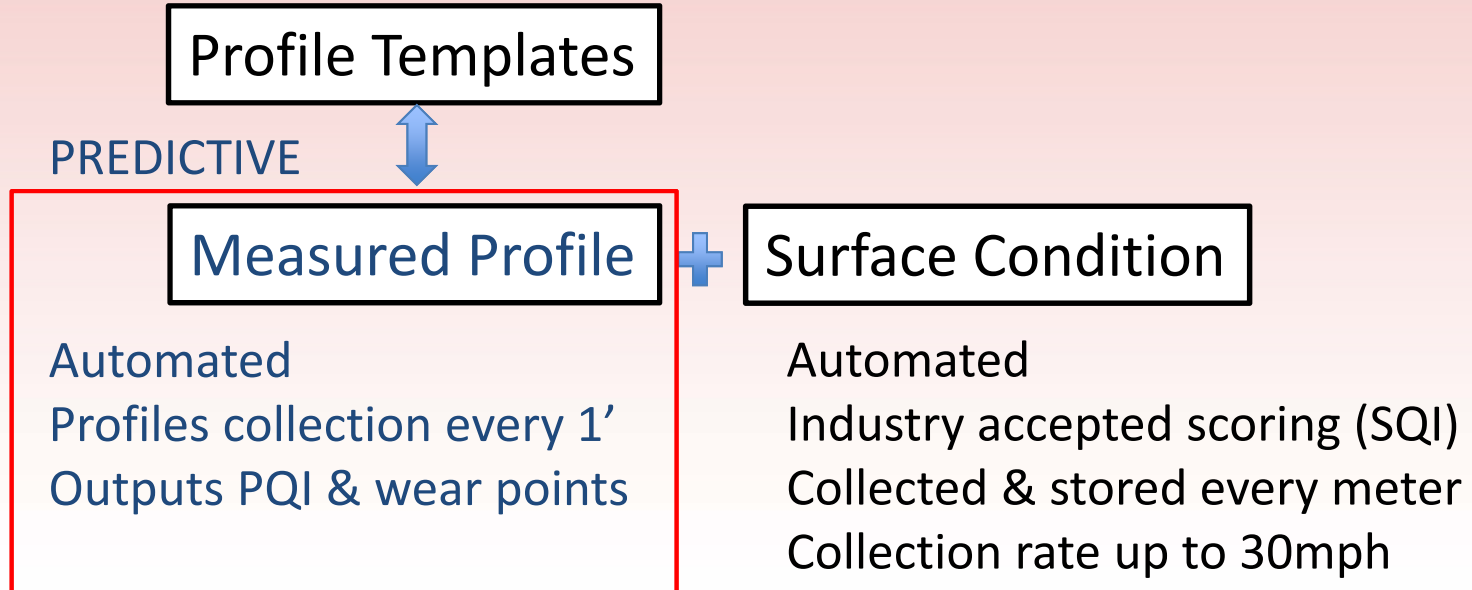 Profile Templates
PREDICTIVE
Measured Profile
Surface Condition
Automated
Profiles collection every 1’
Outputs PQI & wear points
Automated
Industry accepted scoring (SQI)
Collected & stored every meter
Collection rate up to 30mph